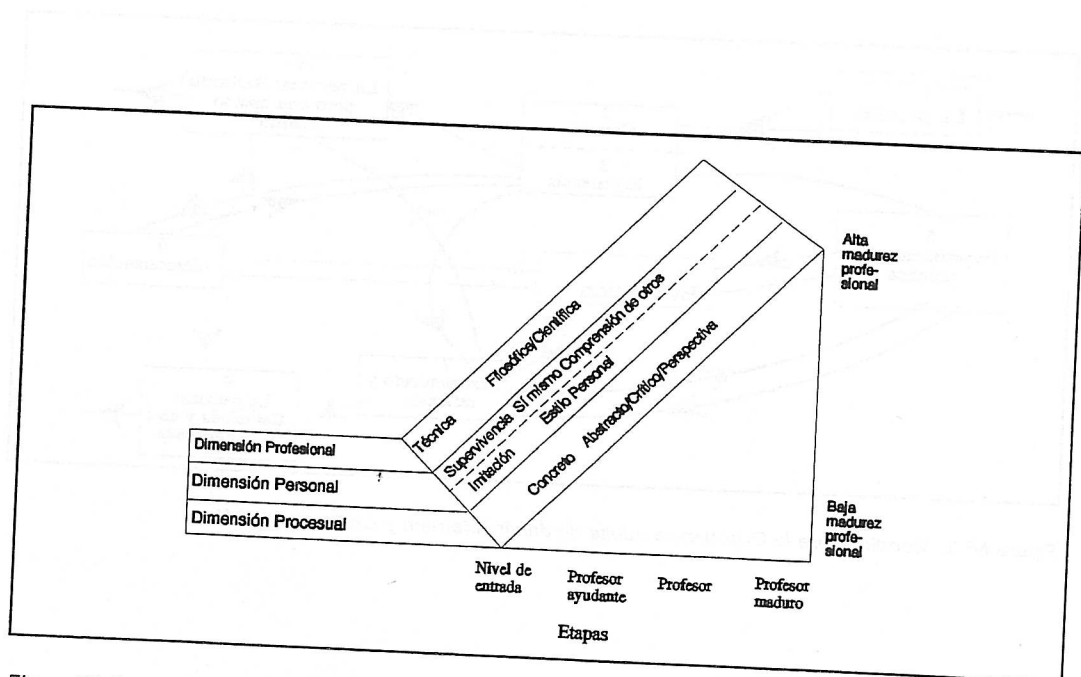 Alta
madurez
profe-
sional
Filosófica/Científica
Técnica
Supervivencia Sí mismo Comprensión de otros
Imitación Estilo Personal
Concreto Abstracto/Crítico/Perspectiva
Dimensión Profesional
Dimensión Personal
Dimensión Procesual
Baja
madurez
profe-
sional
Nivel de
entrada
Profesor
ayudante
Profesor
Profesor
maduro
Etapas